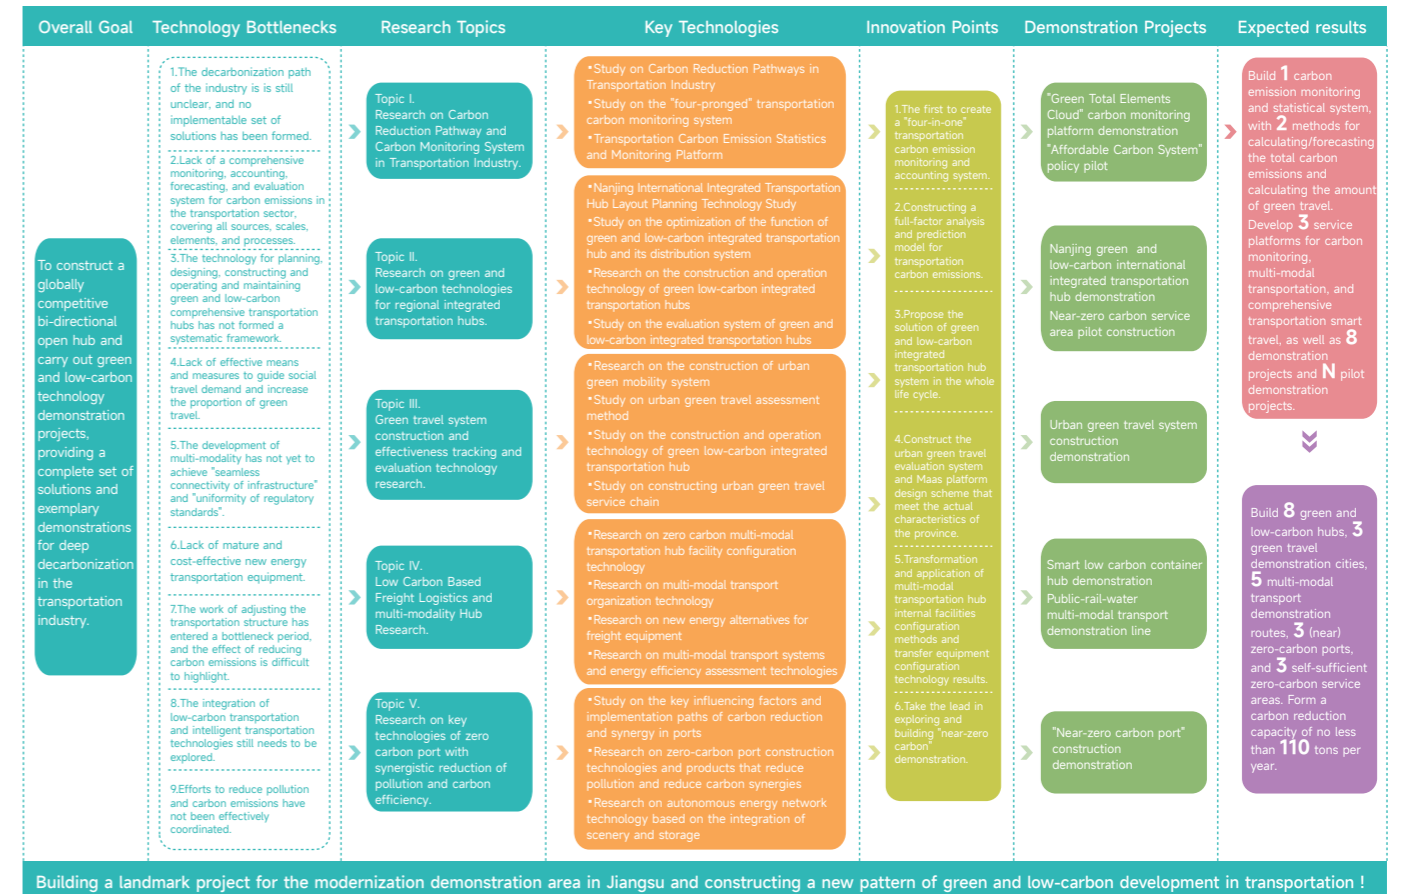 Overall Goal
Technology Bottlenecks
Research Topics
Key Technologies
Innovation Points
Demonstration Projects
Expected results
To construct a
globally
competitive
bi-directional
open hub and
carry out green
and low-carbon
technology
demonstration
projects,
providing a
complete set of
solutions and
exemplary
demonstrations
for deep
decarbonization
in the
transportation
industry.
1.The decarbonization path
of the industry is is still
unclear, and no
implementable set of
solutions has been formed.
2.Lack of a comprehensive
monitoring, accounting,
forecasting, and evaluation
system for carbon emissions in
the transportation sector,
covering all sources, scales,
elements, and processes.
3.The technology for planning,
designing, constructing and
operating and maintaining
green and low-carbon
comprehensive transportation
hubs has not formed a
systematic framework.
4.Lack of effective means
and measures to guide social
travel demand and increase
the proportion of green
travel.
5.The development of
multi-modality has not yet to
achieve "seamless
connectivity of infrastructure"
and "uniformity of regulatory
standards".
6.Lack of mature and
cost-effective new energy
transportation equipment.
7.The work of adjusting the
transportation structure has
entered a bottleneck period,
and the effect of reducing
carbon emissions is difficult
to highlight.
8.The integration of
low-carbon transportation
and intelligent transportation
technologies still needs to be
explored.
9.Efforts to reduce pollution
and carbon emissions have
not been effectively
coordinated.
Topic I.
Research on Carbon
Reduction Pathway and
Carbon Monitoring System
in Transportation Industry.
Topic II.
Research on green and
low-carbon technologies
for regional integrated
transportation hubs.
Topic III.
Green travel system
construction and
effectiveness tracking and
evaluation technology
research.
Topic IV.
Low Carbon Based
Freight Logistics and
multi-modality Hub
Research.
Topic V.
Research on key
technologies of zero
carbon port with
synergistic reduction of
pollution and carbon
efficiency.
•Study on Carbon Reduction Pathways in
Transportation Industry
•Study on the "four-pronged" transportation
carbon monitoring system
•Transportation Carbon Emission Statistics
and Monitoring Platform
•Nanjing International Integrated Transportation
Hub Layout Planning Technology Study
•Study on the optimization of the function of
green and low-carbon integrated transportation
hub and its distribution system
•Research on the construction and operation
technology of green low-carbon integrated
transportation hubs
•Study on the evaluation system of green and
low-carbon integrated transportation hubs
•Research on the construction of urban
green mobility system
•Study on urban green travel assessment
method
•Study on the construction and operation
technology of green low-carbon integrated
transportation hub
•Study on constructing urban green travel
service chain
•Research on zero carbon multi-modal
transportation hub facility configuration
technology
•Research on multi-modal transport
organization technology
•Research on new energy alternatives for
freight equipment
•Research on multi-modal transport systems
and energy efficiency assessment technologies
•Study on the key influencing factors and
implementation paths of carbon reduction
and synergy in ports
•Research on zero-carbon port construction
technologies and products that reduce
pollution and reduce carbon synergies
•Research on autonomous energy network
technology based on the integration of
scenery and storage
1.The first to create
a "four-in-one"
transportation
carbon emission
monitoring and
accounting system.
2.Constructing a
full-factor analysis
and prediction
model for
transportation
carbon emissions.
3.Propose the
solution of green
and low-carbon
integrated
transportation hub
system in the whole
life cycle.
4.Construct the
urban green travel
evaluation system
and Maas platform
design scheme that
meet the actual
characteristics of
the province.
5.Transformation
and application of
multi-modal
transportation hub
internal facilities
configuration
methods and
transfer equipment
configuration
technology results.
6.Take the lead in
exploring and
building "near-zero
carbon"
demonstration.
"Green Total Elements
Cloud" carbon monitoring
platform demonstration
"Affordable Carbon System"
policy pilot
Nanjing green and
low-carbon international
integrated transportation
hub demonstration
Near-zero carbon service
area pilot construction
Urban green travel system
construction
demonstration
Smart low carbon container
hub demonstration
Public-rail-water
multi-modal transport
demonstration line
"Near-zero carbon port"
construction
demonstration
Build 1 carbon
emission monitoring
and statistical system,
with 2 methods for
calculating/forecasting
the total carbon
emissions and
calculating the amount
of green travel.
Develop 3 service
platforms for carbon
monitoring,
multi-modal
transportation, and
comprehensive
transportation smart
travel, as well as 8
demonstration
projects and N pilot
demonstration
projects.
Build 8 green and
low-carbon hubs, 3
green travel
demonstration cities,
5 multi-modal
transport
demonstration
routes, 3 (near)
zero-carbon ports,
and 3 self-sufficient
zero-carbon service
areas. Form a
carbon reduction
capacity of no less
than 110 tons per
year.
Building a landmark project for the modernization demonstration area in Jiangsu and constructing a new pattern of green and low-carbon development in transportation !